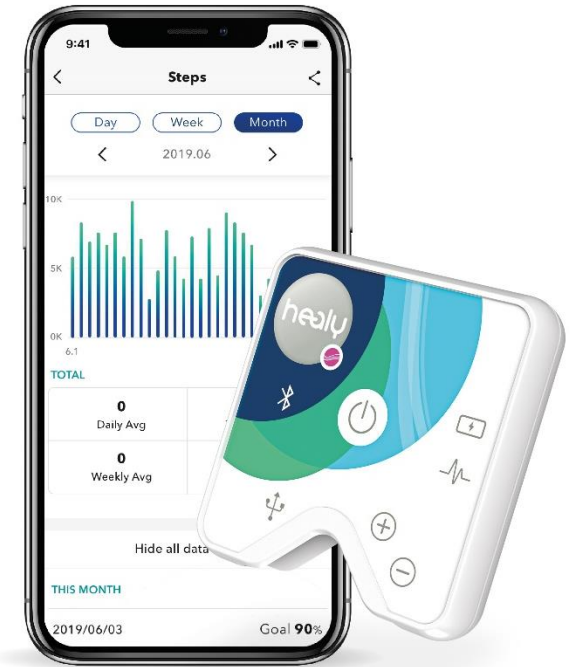 9:41
Steps
Day Week Month
2019.06
10K
5K
0K
6.1
TOTAL
0
Daily Avg
0
Weekly Avg
Hide all data
THIS MONTH
2019/06/03 Goal 90%
healy